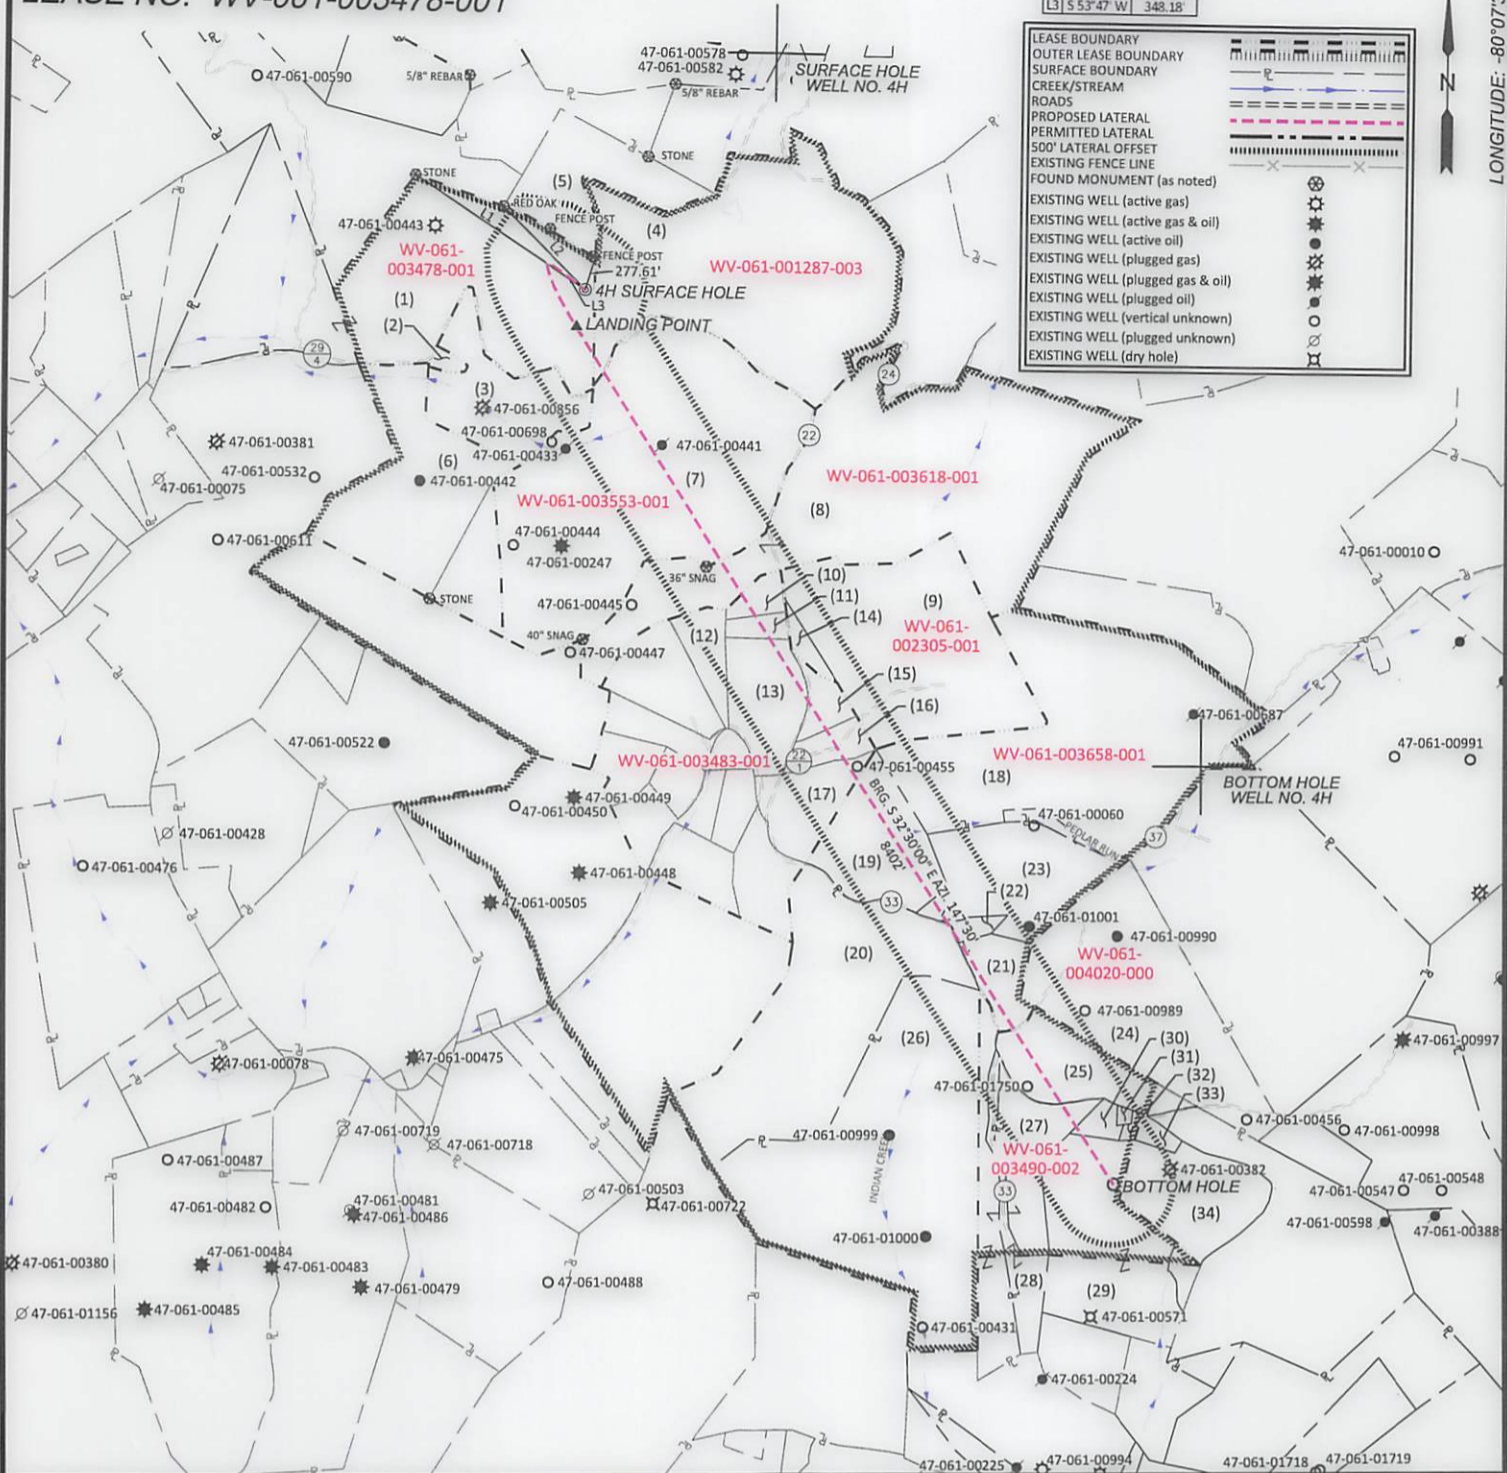 LEASE NO. WV-061-003478-001
L3 S 53°47' W 348.18'
LEASE BOUNDARY
OUTER LEASE BOUNDARY
SURFACE BOUNDARY
CREEK/STREAM
ROADS
PROPOSED LATERAL
PERMITTED LATERAL
500' LATERAL OFFSET
EXISTING FENCE LINE
FOUND MONUMENT (as noted)
EXISTING WELL (active gas)
EXISTING WELL (active gas & oil)
EXISTING WELL (active oil)
EXISTING WELL (plugged gas)
EXISTING WELL (plugged gas & oil)
EXISTING WELL (plugged oil)
EXISTING WELL (vertical unknown)
EXISTING WELL (plugged unknown)
EXISTING WELL (dry hole)
N
47-061-00578
47-061-00582
47-061-00590
5/8" REBAR
5/8" REBAR
SURFACE HOLE
WELL NO. 4H
STONE
STONE
(5)
RED OAK
FENCE POST
(4)
47-061-00443
L1
L2
FENCE POST
277.61'
WV-061-
003478-001
WV-061-001287-003
4H SURFACE HOLE
L3
(1)
(2)
LANDING POINT
29
4
24
(3)
47-061-00856
22
47-061-00698
47-061-00381
47-061-00433
47-061-00441
(6)
47-061-00532
47-061-00075
47-061-00442
(7)
WV-061-003618-001
WV-061-003553-001
(8)
47-061-00444
47-061-00611
47-061-00247
47-061-00010
36" SNAG
(10)
STONE
47-061-00445
(11)
(9)
(14)
WV-061-
002305-001
40" SNAG
(12)
47-061-00447
(15)
(13)
(16)
47-061-00687
47-061-00522
WV-061-003483-001
22
1
47-061-00455
WV-061-003658-001
47-061-00991
(18)
BOTTOM HOLE
WELL NO. 4H
47-061-00449
47-061-00450
(17)
BRG. S 32°30'00" E AZI. 147°30'
8402'
47-061-00060
PEDLAR RUN
37
47-061-00428
47-061-00476
47-061-00448
(19)
(23)
47-061-00505
33
(22)
47-061-01001
47-061-00990
(20)
WV-061-
004020-000
(21)
47-061-00989
(26)
(24)
(30)
47-061-00997
(31)
47-061-00475
47-061-00078
(25)
(32)
47-061-01750
(33)
47-061-00719
47-061-00718
47-061-00999
(27)
47-061-00456
47-061-00998
WV-061-
003490-002
47-061-00487
INDIAN CREEK
47-061-00382
47-061-00503
33
BOTTOM HOLE
47-061-00547
47-061-00548
47-061-00481
47-061-00482
47-061-00486
47-061-00722
(34)
47-061-00598
47-061-00388
47-061-01000
47-061-00484
47-061-00380
47-061-00483
47-061-00479
47-061-00488
(28)
(29)
47-061-01156
47-061-00485
47-061-00571
47-061-00431
47-061-00224
47-061-00225
47-061-00994
47-061-01718
47-061-01719